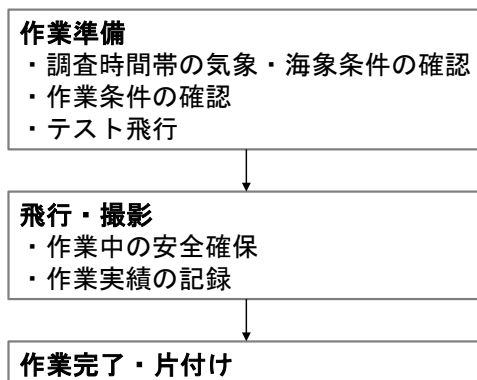 作業準備
・調査時間帯の気象・海象条件の確認
・作業条件の確認
・テスト飛行
飛行・撮影
・作業中の安全確保
・作業実績の記録
作業完了・片付け